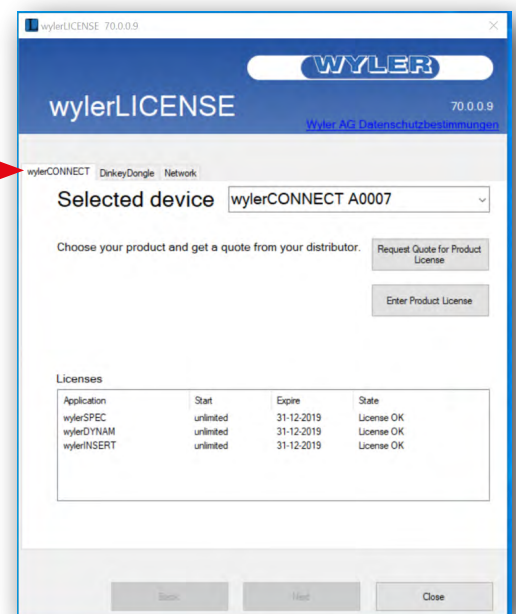 wylerLICENSE 70.0.0.9
WYLER
wylerLICENSE
70.0.0.9
Wyler AG Datenschutzbestimmungen
wylerCONNECT DinkeyDongle Network
Selected device wylerCONNECT A0007
Choose your product and get a quote from your distributor.
Request Quote for Product
License
Enter Product License
Licenses
Application Start Expire State
wylerSPEC unlimited 31-12-2019 License OK
wylerDYNAM unlimited 31-12-2019 License OK
wylerINSERT unlimited 31-12-2019 License OK
Back Next Close